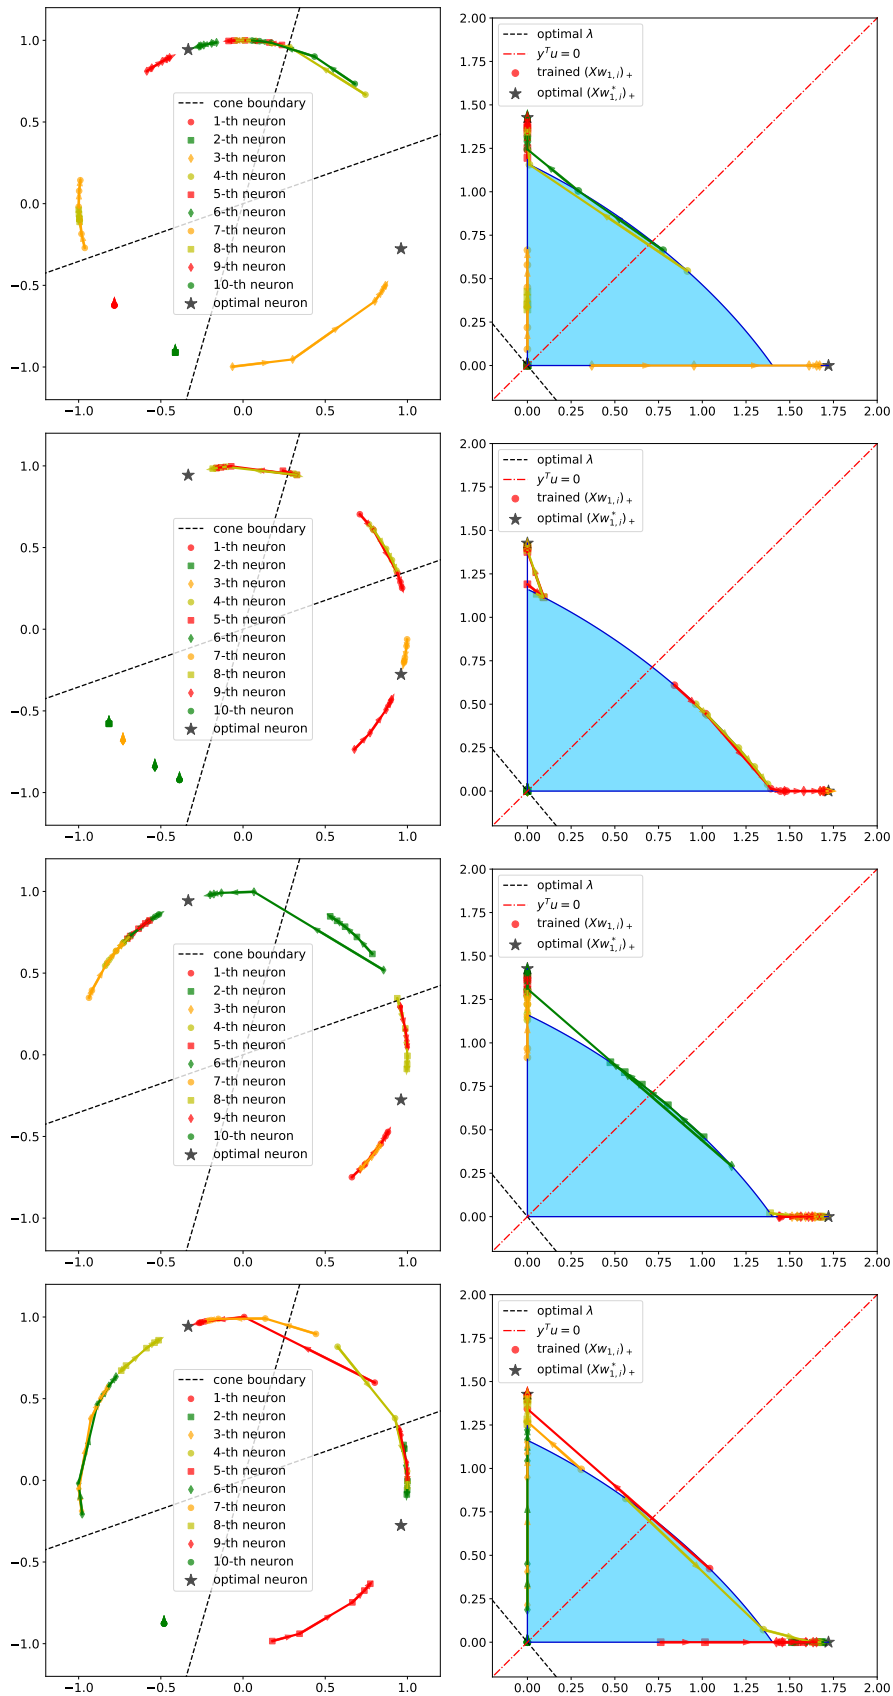 1.0
0.5
0.0
−0.5
−1.0
−1.0 −0.5 0.0 0.5 1.0
cone boundary
1-th neuron
2-th neuron
3-th neuron
4-th neuron
5-th neuron
6-th neuron
7-th neuron
8-th neuron
9-th neuron
10-th neuron
optimal neuron
2.00
1.75
1.50
1.25
1.00
0.75
0.50
0.25
0.00
0.00 0.25 0.50 0.75 1.00 1.25 1.50 1.75 2.00
optimal λ
y^T u = 0
trained (Xw_{1,i})_+
optimal (Xw^*_{1,i})_+
1.0
0.5
0.0
−0.5
−1.0
−1.0 −0.5 0.0 0.5 1.0
cone boundary
1-th neuron
2-th neuron
3-th neuron
4-th neuron
5-th neuron
6-th neuron
7-th neuron
8-th neuron
9-th neuron
10-th neuron
optimal neuron
2.00
1.75
1.50
1.25
1.00
0.75
0.50
0.25
0.00
0.00 0.25 0.50 0.75 1.00 1.25 1.50 1.75 2.00
optimal λ
y^T u = 0
trained (Xw_{1,i})_+
optimal (Xw^*_{1,i})_+
1.0
0.5
0.0
−0.5
−1.0
−1.0 −0.5 0.0 0.5 1.0
cone boundary
1-th neuron
2-th neuron
3-th neuron
4-th neuron
5-th neuron
6-th neuron
7-th neuron
8-th neuron
9-th neuron
10-th neuron
optimal neuron
2.00
1.75
1.50
1.25
1.00
0.75
0.50
0.25
0.00
0.00 0.25 0.50 0.75 1.00 1.25 1.50 1.75 2.00
optimal λ
y^T u = 0
trained (Xw_{1,i})_+
optimal (Xw^*_{1,i})_+
1.0
0.5
0.0
−0.5
−1.0
−1.0 −0.5 0.0 0.5 1.0
cone boundary
1-th neuron
2-th neuron
3-th neuron
4-th neuron
5-th neuron
6-th neuron
7-th neuron
8-th neuron
9-th neuron
10-th neuron
optimal neuron
2.00
1.75
1.50
1.25
1.00
0.75
0.50
0.25
0.00
0.00 0.25 0.50 0.75 1.00 1.25 1.50 1.75 2.00
optimal λ
y^T u = 0
trained (Xw_{1,i})_+
optimal (Xw^*_{1,i})_+